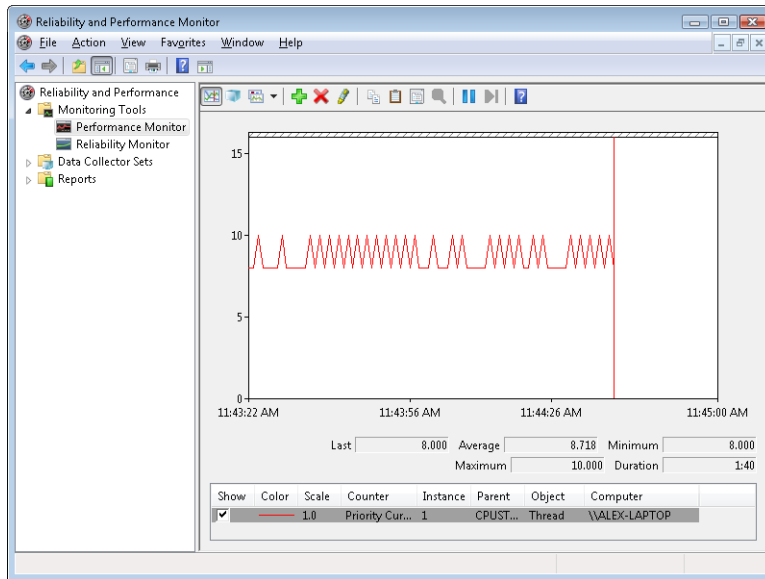 Reliability and Performance Monitor
File Action View Favorites Window Help
Reliability and Performance
Monitoring Tools
Performance Monitor
Reliability Monitor
Data Collector Sets
Reports
15
10
5
0
11:43:22 AM 11:43:56 AM 11:44:26 AM 11:45:00 AM
Last 8.000 Average 8.718 Minimum 8.000
Maximum 10.000 Duration 1:40
Show Color Scale Counter Instance Parent Object Computer
1.0 Priority Cur... 1 CPUST... Thread \\ALEX-LAPTOP